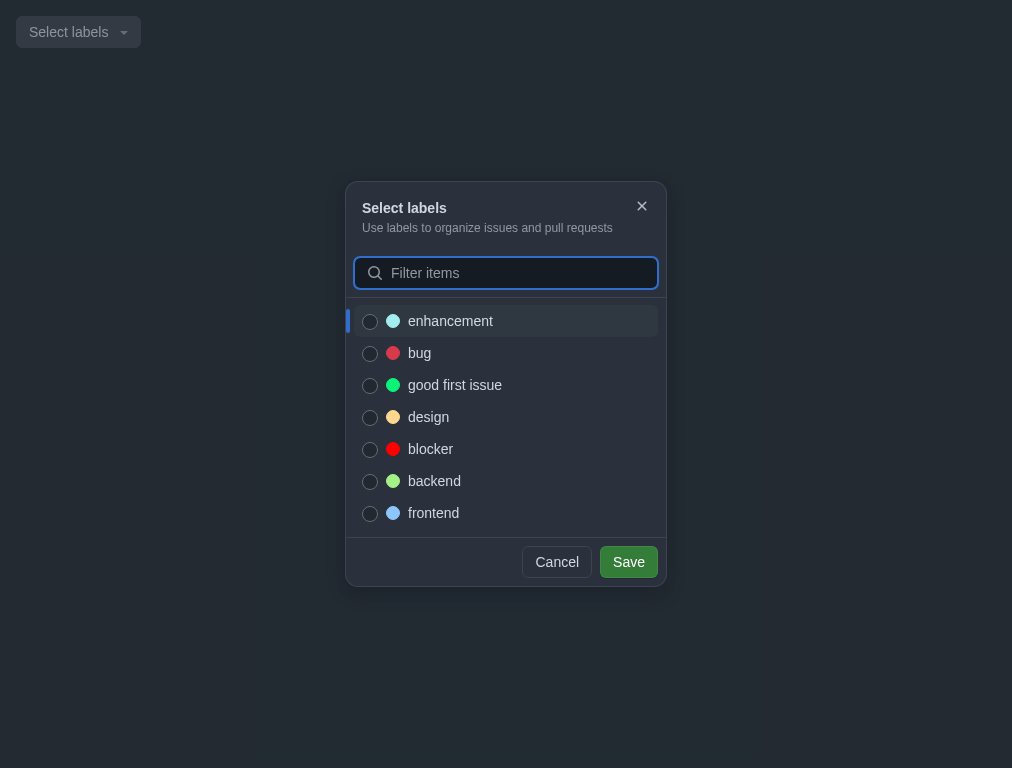 Select labels
Select labels
Use labels to organize issues and pull requests
Filter items
enhancement
bug
good first issue
design
blocker
backend
frontend
Cancel Save